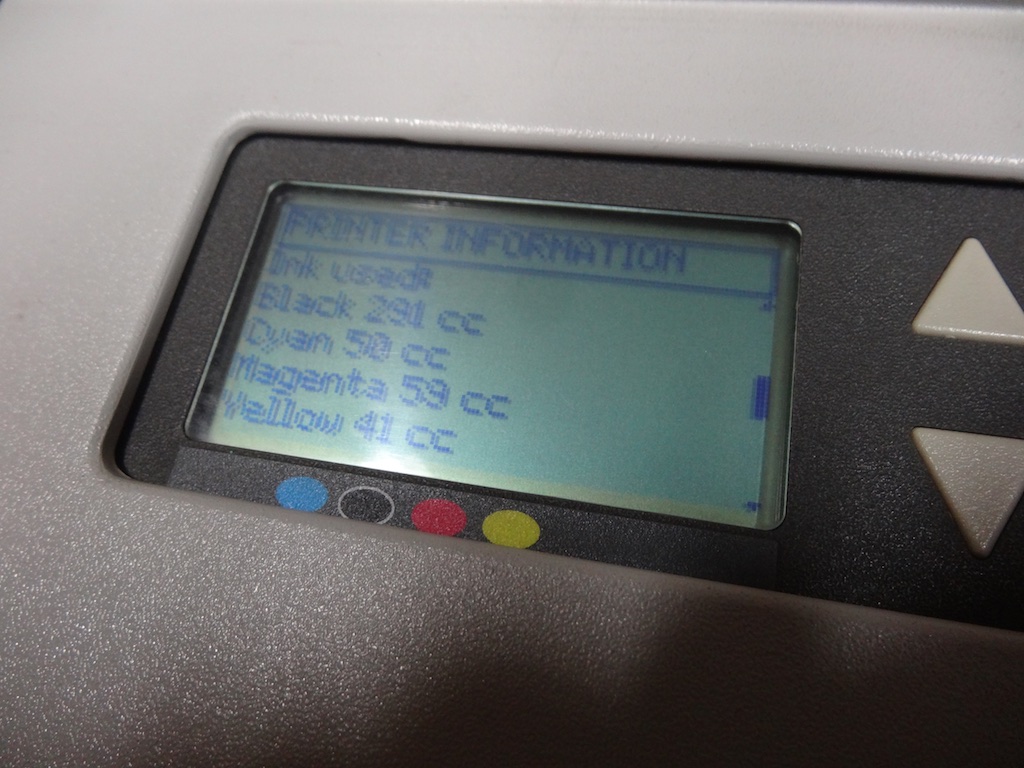 PRINTER INFORMATION
Ink used:
Black 291 cc
Cyan 50 cc
Magenta 59 cc
Yellow 41 cc